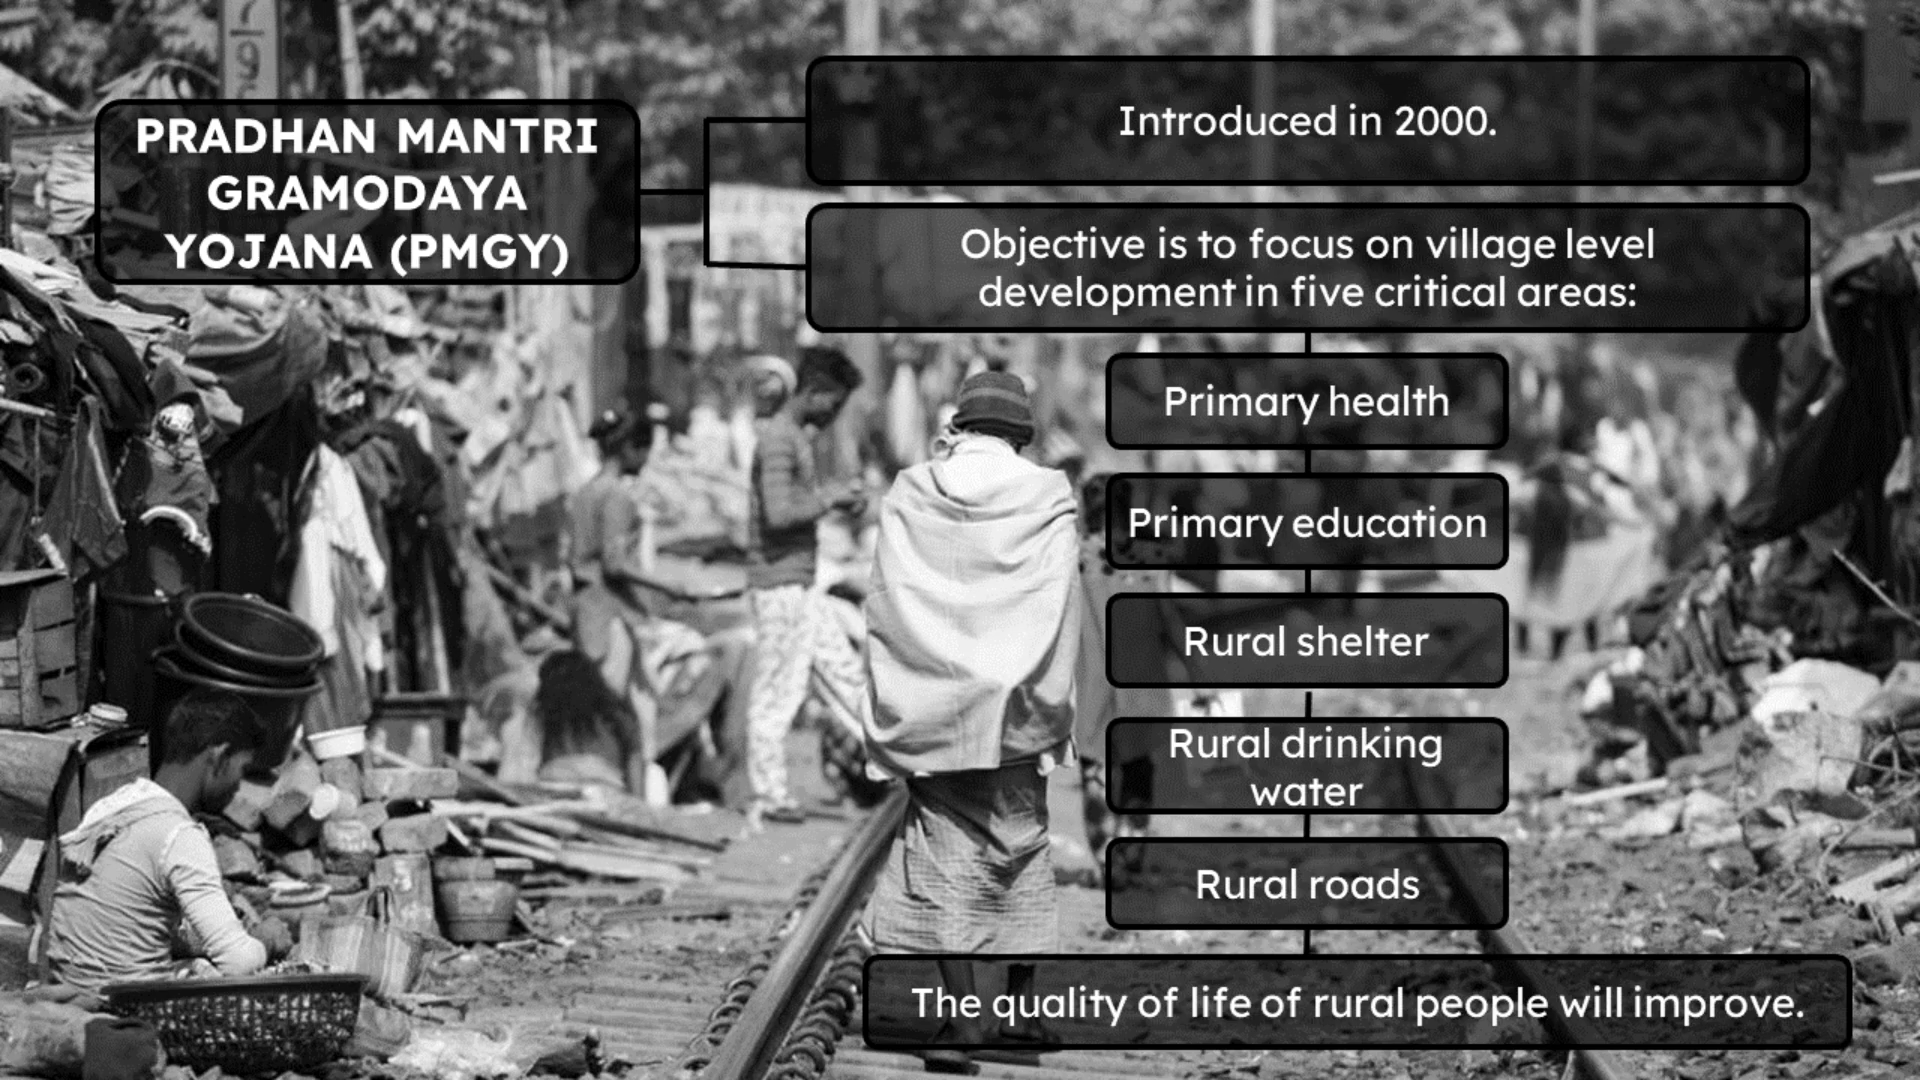 PRADHAN MANTRI
GRAMODAYA
YOJANA (PMGY)
Introduced in 2000.
Objective is to focus on village level
development in five critical areas:
Primary health
Primary education
Rural shelter
Rural drinking
water
Rural roads
The quality of life of rural people will improve.